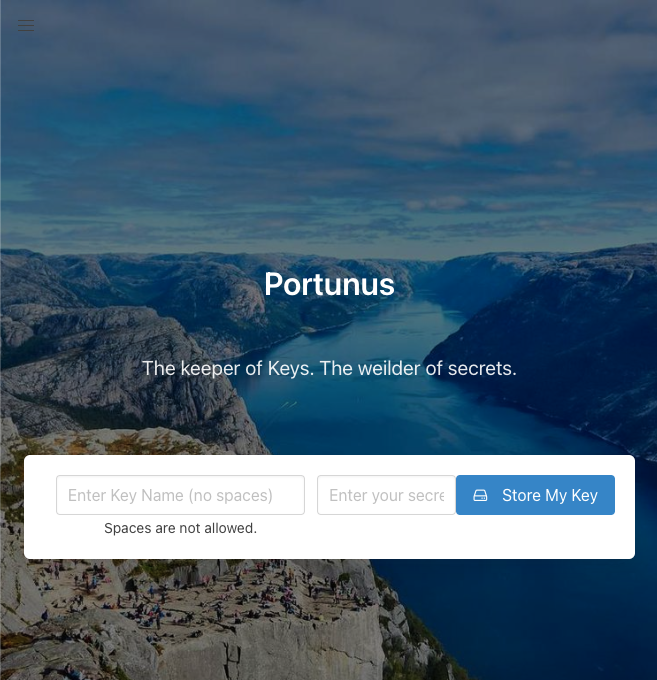 Portunus
The keeper of Keys. The weilder of secrets.
Enter Key Name (no spaces)
Enter your secre
Store My Key
Spaces are not allowed.